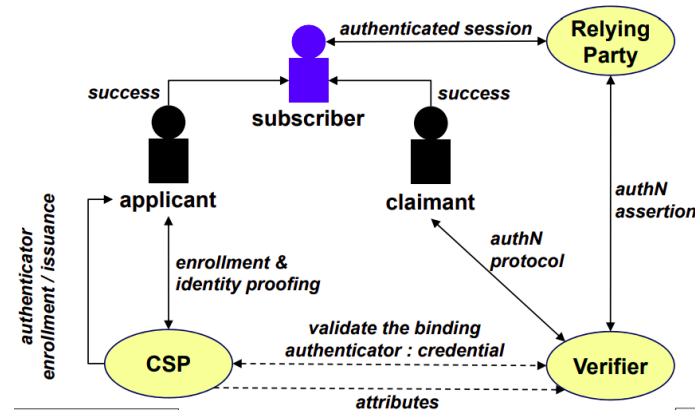 authenticated session
Relying
Party
success
success
subscriber
applicant
claimant
authN
assertion
authenticator
enrollment / issuance
enrollment &
identity proofing
authN
protocol
validate the binding
authenticator : credential
CSP
Verifier
attributes